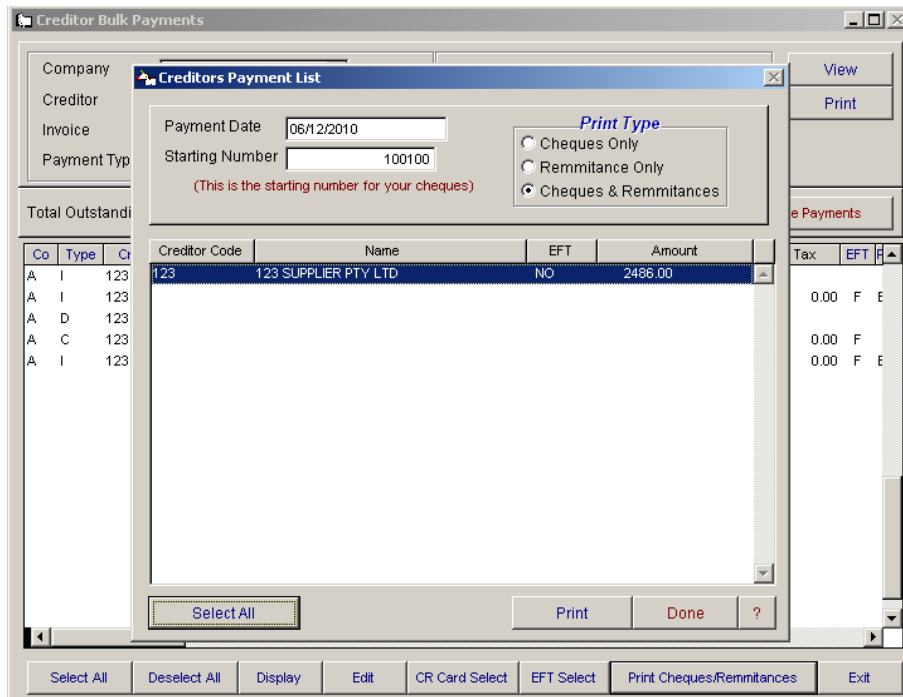 Creditor Bulk Payments
Company
Creditor
Invoice
Payment Typ
View
Print
Creditors Payment List
Payment Date 06/12/2010
Starting Number 100100
(This is the starting number for your cheques)
Print Type
Cheques Only
Remmitance Only
Cheques & Remmitances
Total Outstandi
e Payments
Creditor Code Name EFT Amount
123 123 SUPPLIER PTY LTD NO 2486.00
Co Type Cr Tax EFT
A I 123
A I 123 0.00 F E
A D 123
A C 123 0.00 F
A I 123 0.00 F E
Select All Print Done ?
Select All Deselect All Display Edit CR Card Select EFT Select Print Cheques/Remmitances Exit